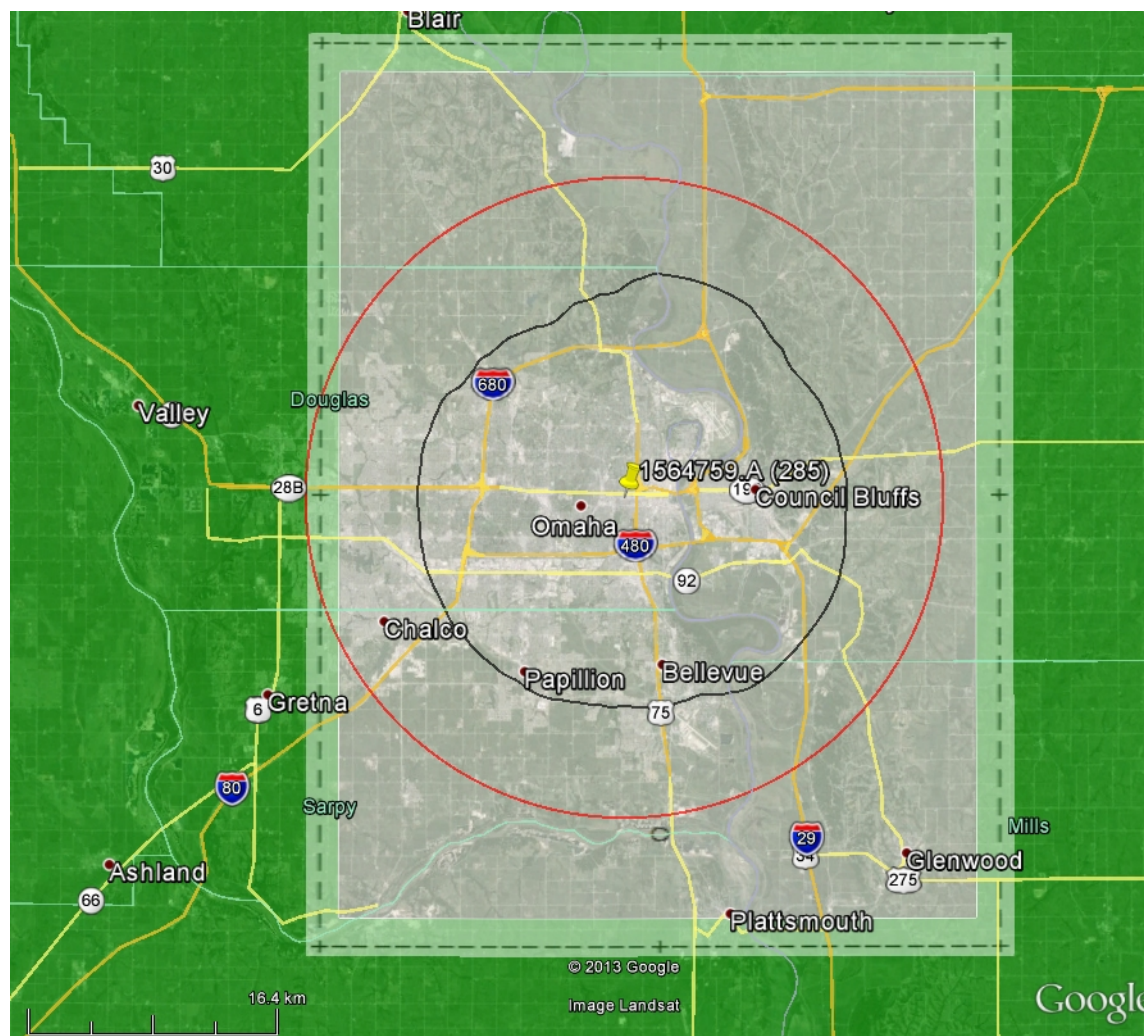 Blair
30
Douglas
680
Valley
28B
1564759.A (285)
19
Council Bluffs
Omaha
480
92
Chalco
Papillion
Bellevue
Gretna
6
75
80
Sarpy
29
Mills
34
Glenwood
275
Ashland
66
Plattsmouth
© 2013 Google
16.4 km
Image Landsat
Google